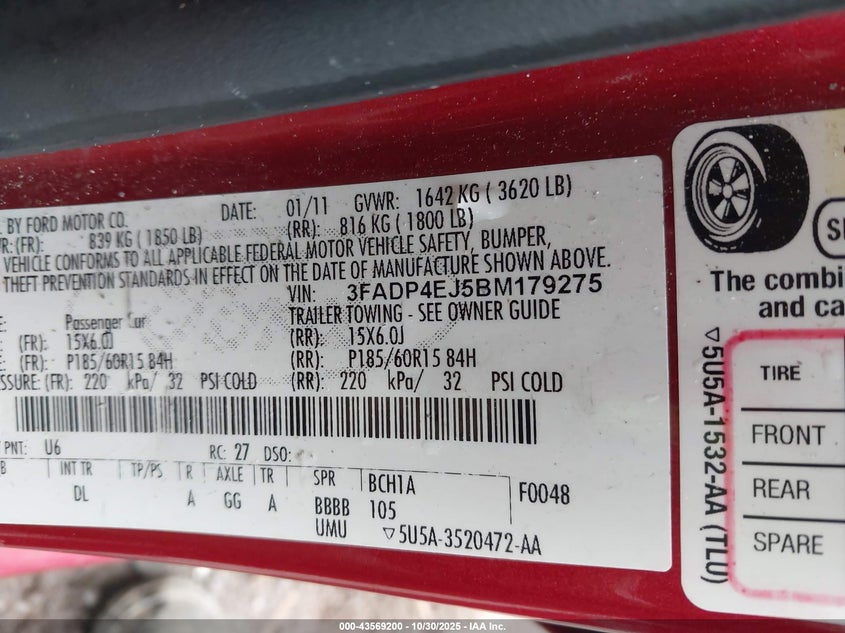 BY FORD MOTOR CO. DATE: 01/11 GVWR: 1642 KG ( 3620 LB)
(FR): 839 KG ( 1850 LB) (RR): 816 KG ( 1800 LB)
VEHICLE CONFORMS TO ALL APPLICABLE FEDERAL MOTOR VEHICLE SAFETY, BUMPER,
THEFT PREVENTION STANDARDS IN EFFECT ON THE DATE OF MANUFACTURE SHOWN ABOVE.
VIN: 3FADP4EJ5BM179275
Passenger Car TRAILER TOWING - SEE OWNER GUIDE
(FR): 15X6.0J (RR): 15X6.0J
(FR): P185/60R15 84H (RR): P185/60R15 84H
(FR): 220 kPa/ 32 PSI COLD (RR): 220 kPa/ 32 PSI COLD
PNT: U6 RC: 27 DSO:
INT TR TP/PS R AXLE TR SPR BCH1A F0048
DL A GG A BBBB 105
UMU ▽5U5A-3520472-AA
▽5U5A-1532-AA (TLU)
The combi
and ca
TIRE
FRONT
REAR
SPARE
000-43569200 - 10/30/2025 - IAA Inc.